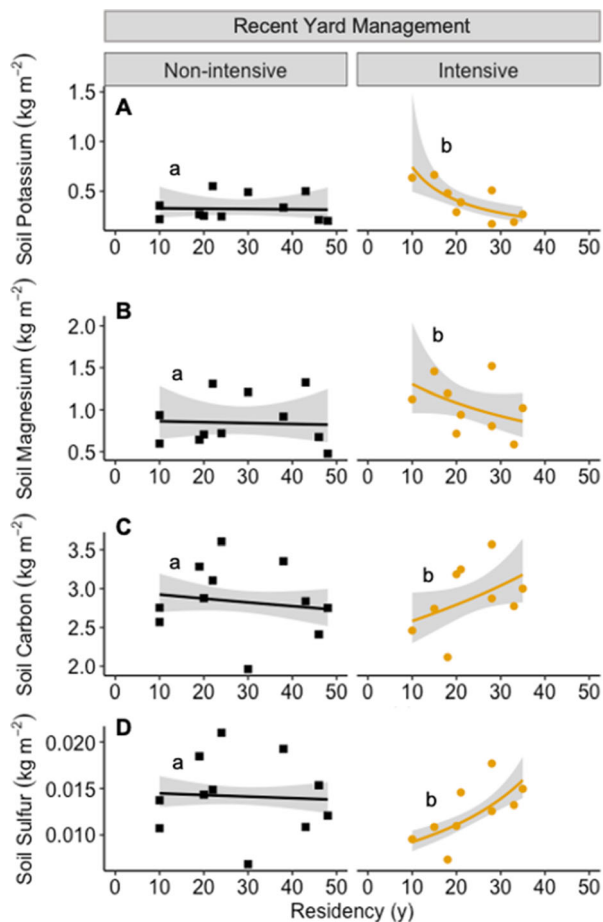 Recent Yard Management
Non-intensive Intensive
Soil Potassium (kg m⁻²)
A
a
b
1.5
1.0
0.5
0 10 20 30 40 50 0 10 20 30 40 50
Soil Magnesium (kg m⁻²)
B
a
b
2.0
1.5
1.0
0.5
0 10 20 30 40 50 0 10 20 30 40 50
Soil Carbon (kg m⁻²)
C
a
b
3.5
3.0
2.5
2.0
0 10 20 30 40 50 0 10 20 30 40 50
Soil Sulfur (kg m⁻²)
D
a
b
0.020
0.015
0.010
0 10 20 30 40 50 0 10 20 30 40 50
Residency (y)